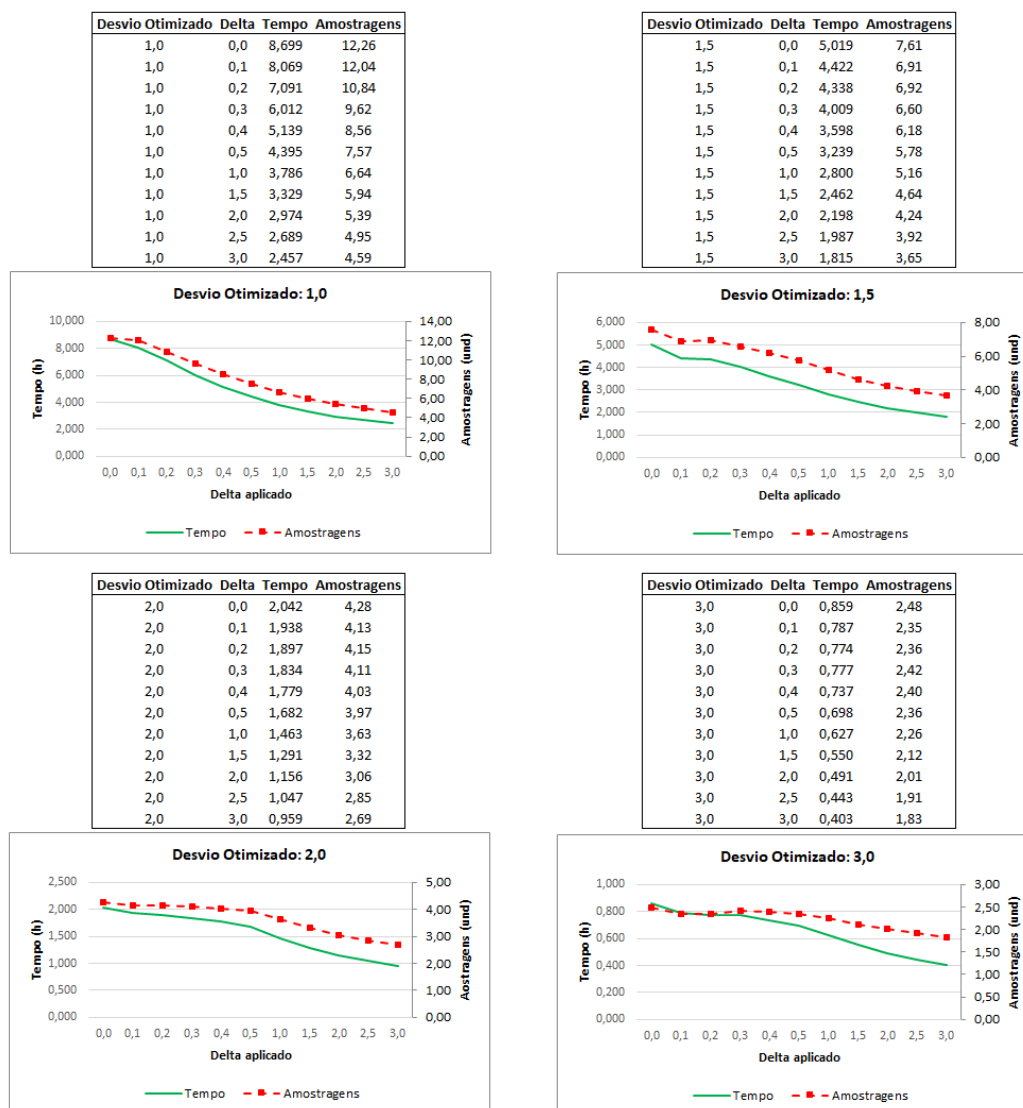 Desvio Otimizado Delta Tempo Amostragens
1,0 0,0 8,699 12,26
1,0 0,1 8,069 12,04
1,0 0,2 7,091 10,84
1,0 0,3 6,012 9,62
1,0 0,4 5,139 8,56
1,0 0,5 4,395 7,57
1,0 1,0 3,786 6,64
1,0 1,5 3,329 5,94
1,0 2,0 2,974 5,39
1,0 2,5 2,689 4,95
1,0 3,0 2,457 4,59
Desvio Otimizado: 1,0
Tempo (h)
10,000
8,000
6,000
4,000
2,000
0,000
14,00
12,00
10,00
8,00
6,00
4,00
2,00
0,00
Amostragens (und)
0,0 0,1 0,2 0,3 0,4 0,5 1,0 1,5 2,0 2,5 3,0
Delta aplicado
Tempo Amostragens
Desvio Otimizado Delta Tempo Amostragens
1,5 0,0 5,019 7,61
1,5 0,1 4,422 6,91
1,5 0,2 4,338 6,92
1,5 0,3 4,009 6,60
1,5 0,4 3,598 6,18
1,5 0,5 3,239 5,78
1,5 1,0 2,800 5,16
1,5 1,5 2,462 4,64
1,5 2,0 2,198 4,24
1,5 2,5 1,987 3,92
1,5 3,0 1,815 3,65
Desvio Otimizado: 1,5
Tempo (h)
6,000
5,000
4,000
3,000
2,000
1,000
0,000
8,00
6,00
4,00
2,00
0,00
Amostragens (und)
0,0 0,1 0,2 0,3 0,4 0,5 1,0 1,5 2,0 2,5 3,0
Delta aplicado
Tempo Amostragens
Desvio Otimizado Delta Tempo Amostragens
2,0 0,0 2,042 4,28
2,0 0,1 1,938 4,13
2,0 0,2 1,897 4,15
2,0 0,3 1,834 4,11
2,0 0,4 1,779 4,03
2,0 0,5 1,682 3,97
2,0 1,0 1,463 3,63
2,0 1,5 1,291 3,32
2,0 2,0 1,156 3,06
2,0 2,5 1,047 2,85
2,0 3,0 0,959 2,69
Desvio Otimizado: 2,0
Tempo (h)
2,500
2,000
1,500
1,000
0,500
0,000
5,00
4,00
3,00
2,00
1,00
0,00
Aostragens (und)
0,0 0,1 0,2 0,3 0,4 0,5 1,0 1,5 2,0 2,5 3,0
Delta aplicado
Tempo Amostragens
Desvio Otimizado Delta Tempo Amostragens
3,0 0,0 0,859 2,48
3,0 0,1 0,787 2,35
3,0 0,2 0,774 2,36
3,0 0,3 0,777 2,42
3,0 0,4 0,737 2,40
3,0 0,5 0,698 2,36
3,0 1,0 0,627 2,26
3,0 1,5 0,550 2,12
3,0 2,0 0,491 2,01
3,0 2,5 0,443 1,91
3,0 3,0 0,403 1,83
Desvio Otimizado: 3,0
Tempo (h)
1,000
0,800
0,600
0,400
0,200
0,000
3,00
2,50
2,00
1,50
1,00
0,50
0,00
Amostragens (und)
0,0 0,1 0,2 0,3 0,4 0,5 1,0 1,5 2,0 2,5 3,0
Delta aplicado
Tempo Amostragens